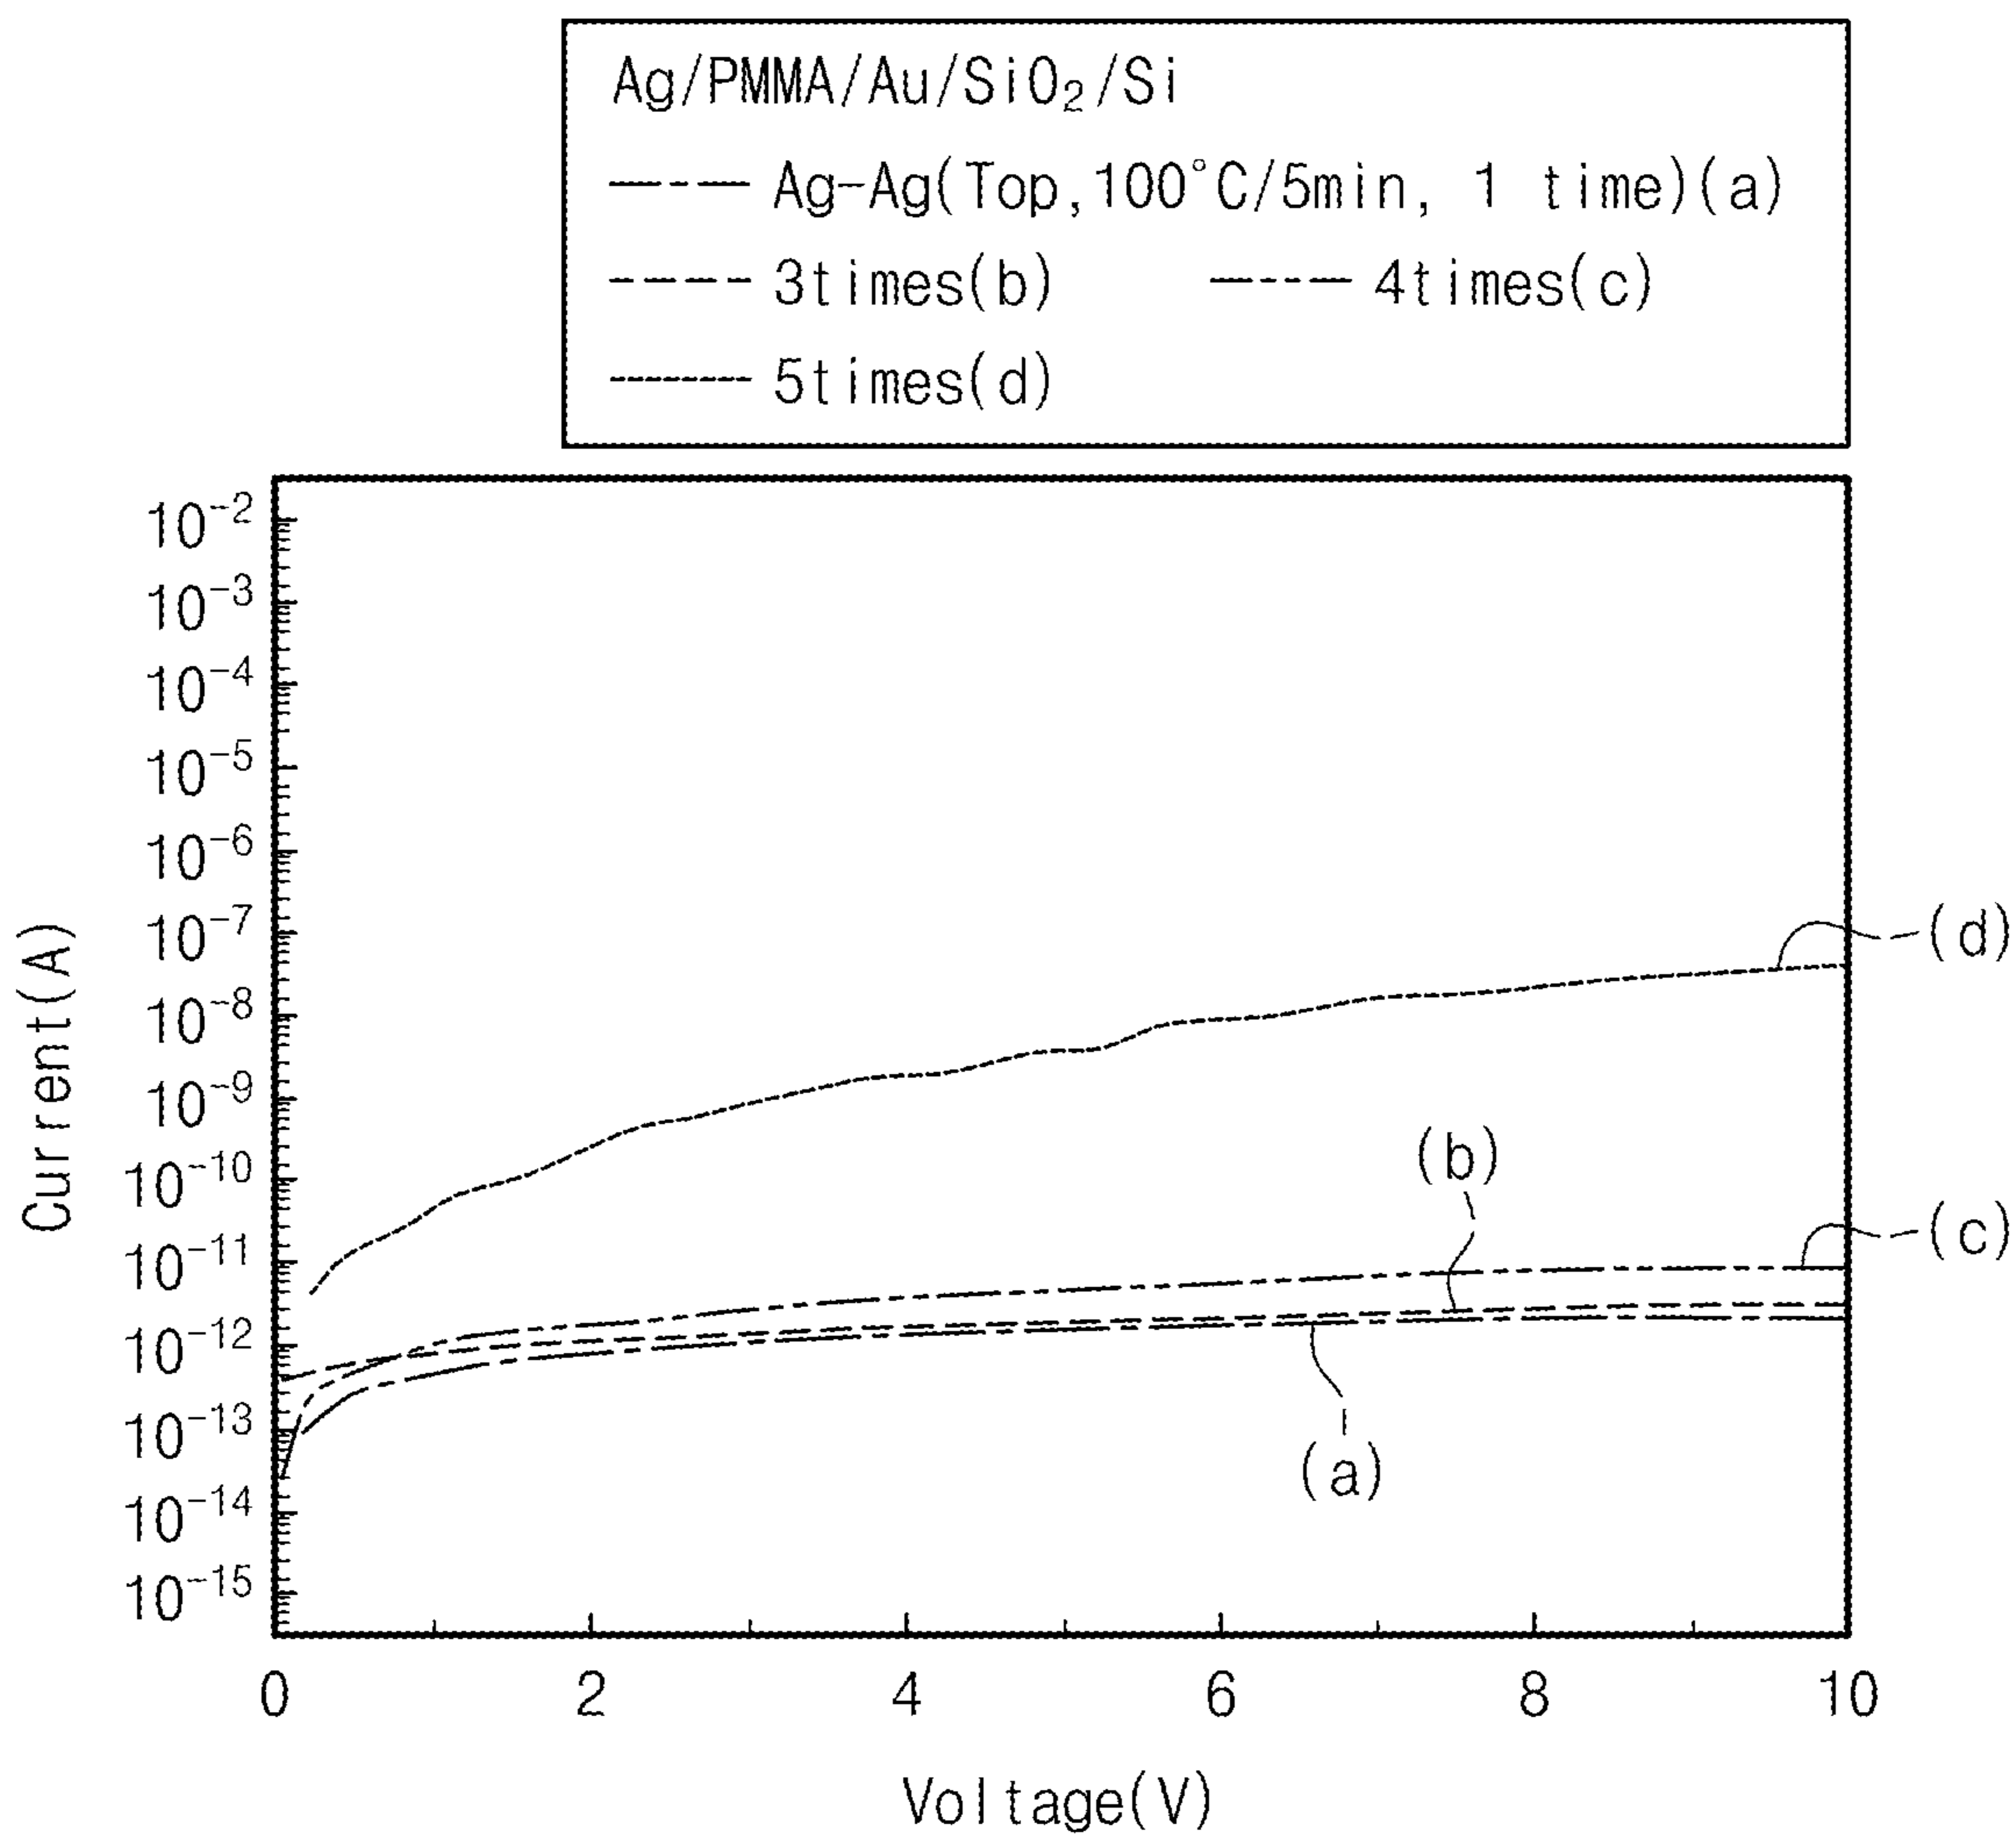 Ag/PMMA/Au/SiO₂/Si
Ag-Ag(Top,100°C/5min, 1 time)(a)
3times(b) 4times(c)
5times(d)
10⁻²
10⁻³
10⁻⁴
10⁻⁵
10⁻⁶
10⁻⁷
10⁻⁸
10⁻⁹
10⁻¹⁰
10⁻¹¹
10⁻¹²
10⁻¹³
10⁻¹⁴
10⁻¹⁵
Current(A)
(d)
(b)
(c)
(a)
0 2 4 6 8 10
Voltage(V)